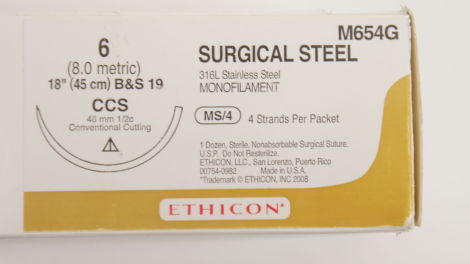 M654G
6
(8.0 metric)
18" (45 cm) B&S 19
CCS
48 mm 1/2c
Conventional Cutting
SURGICAL STEEL
316L Stainless Steel
MONOFILAMENT
MS/4 4 Strands Per Packet
1 Dozen, Sterile, Nonabsorbable Surgical Suture,
U.S.P. Do Not Resterilize.
ETHICON, LLC., San Lorenzo, Puerto Rico
00754-0982 Made in U.S.A.
*Trademark © ETHICON, INC 2008
ETHICON*